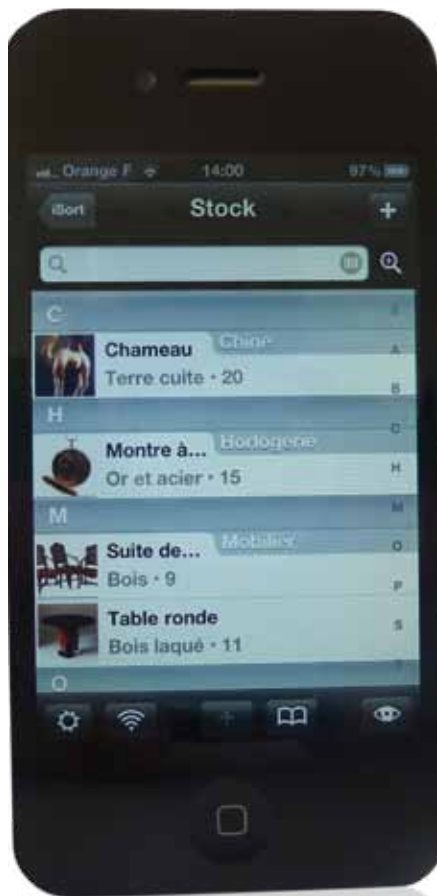 Orange F 14:00 97%
iSort Stock +
C
Chameau Chine
Terre cuite • 20
H
Montre à... Horlogerie
Or et acier • 15
M
Suite de... Mobilier
Bois • 9
Table ronde
Bois laqué • 11
O
A
B
C
H
M
O
P
S
T